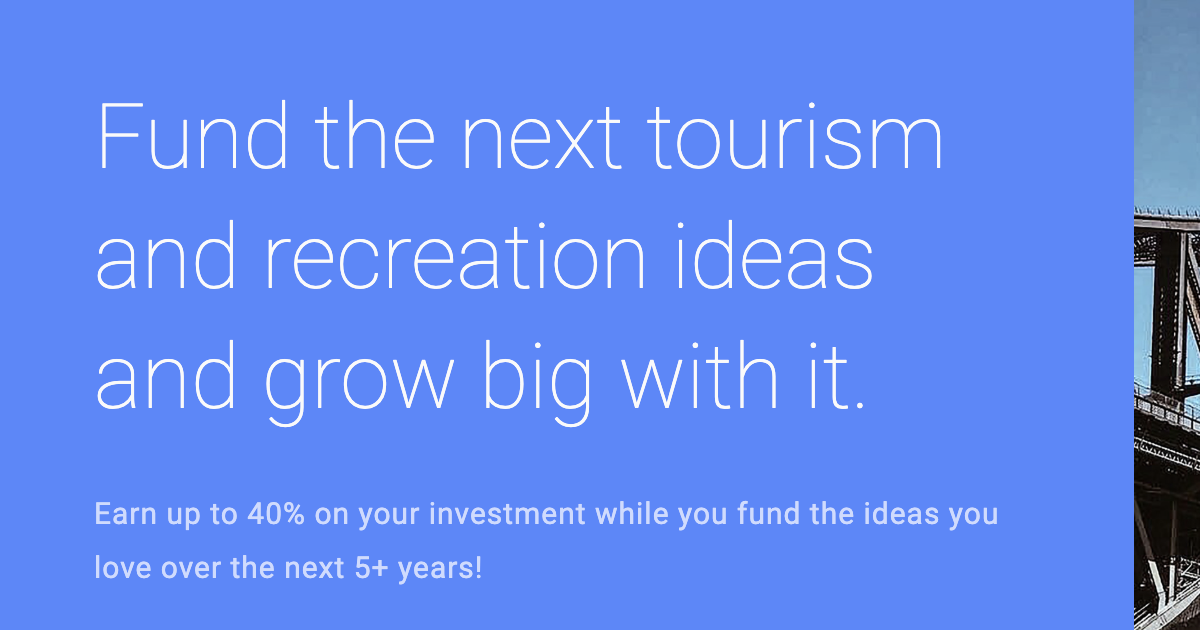 Fund the next tourism
and recreation ideas
and grow big with it.
Earn up to 40% on your investment while you fund the ideas you
love over the next 5+ years!